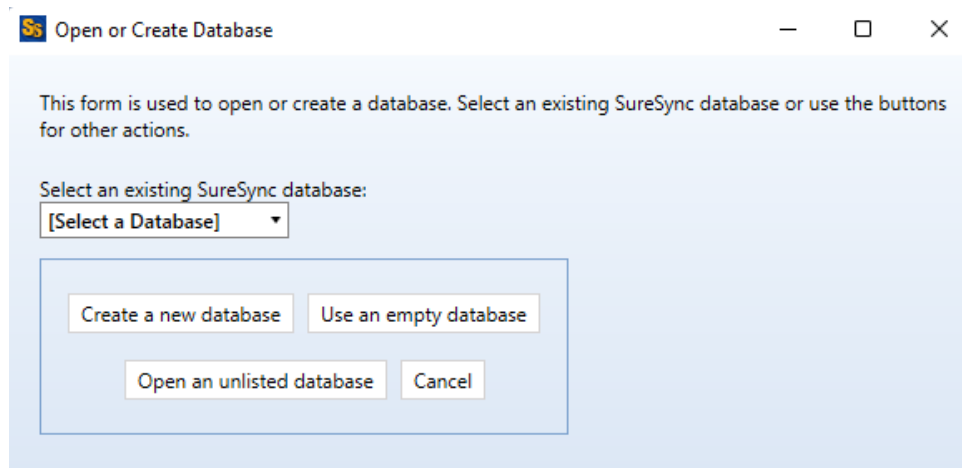 Ss Open or Create Database
This form is used to open or create a database. Select an existing SureSync database or use the buttons
for other actions.
Select an existing SureSync database:
[Select a Database]
Create a new database Use an empty database
Open an unlisted database Cancel